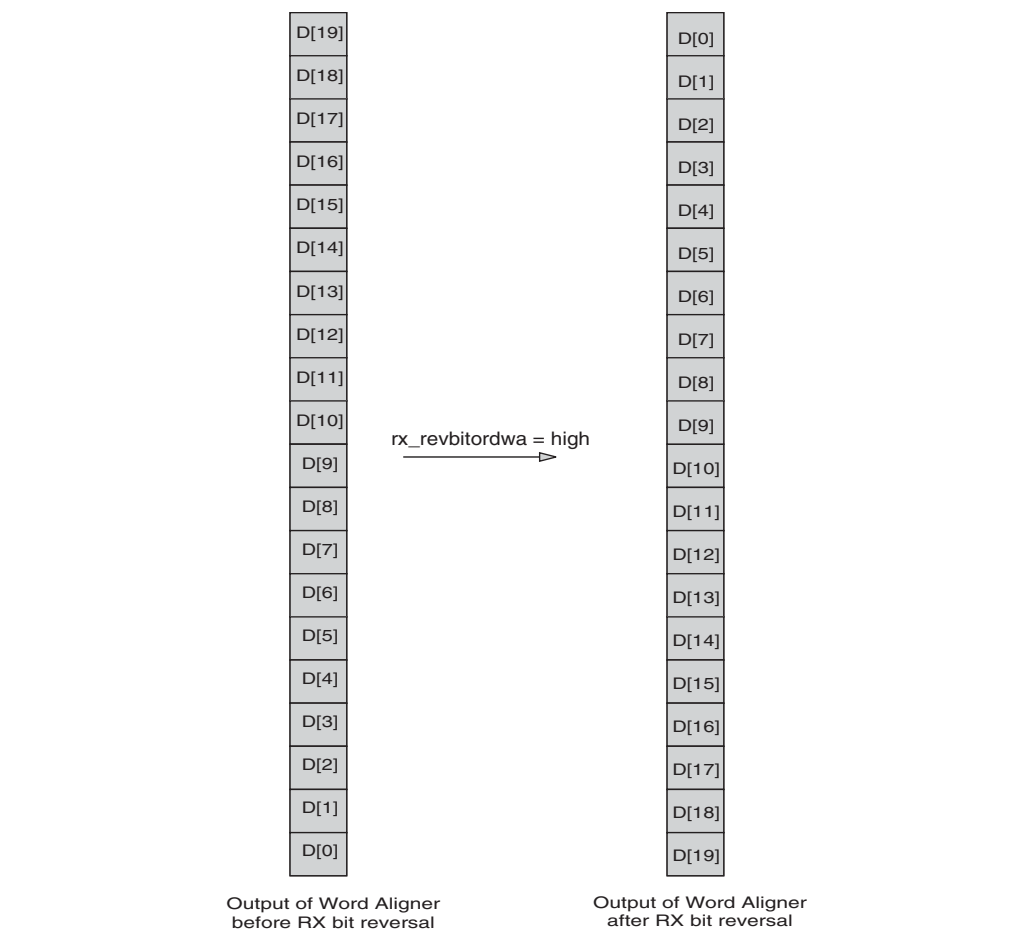 D[19]
D[18]
D[17]
D[16]
D[15]
D[14]
D[13]
D[12]
D[11]
D[10]
D[9]
D[8]
D[7]
D[6]
D[5]
D[4]
D[3]
D[2]
D[1]
D[0]
Output of Word Aligner
before RX bit reversal
rx_revbitordwa = high
D[0]
D[1]
D[2]
D[3]
D[4]
D[5]
D[6]
D[7]
D[8]
D[9]
D[10]
D[11]
D[12]
D[13]
D[14]
D[15]
D[16]
D[17]
D[18]
D[19]
Output of Word Aligner
after RX bit reversal